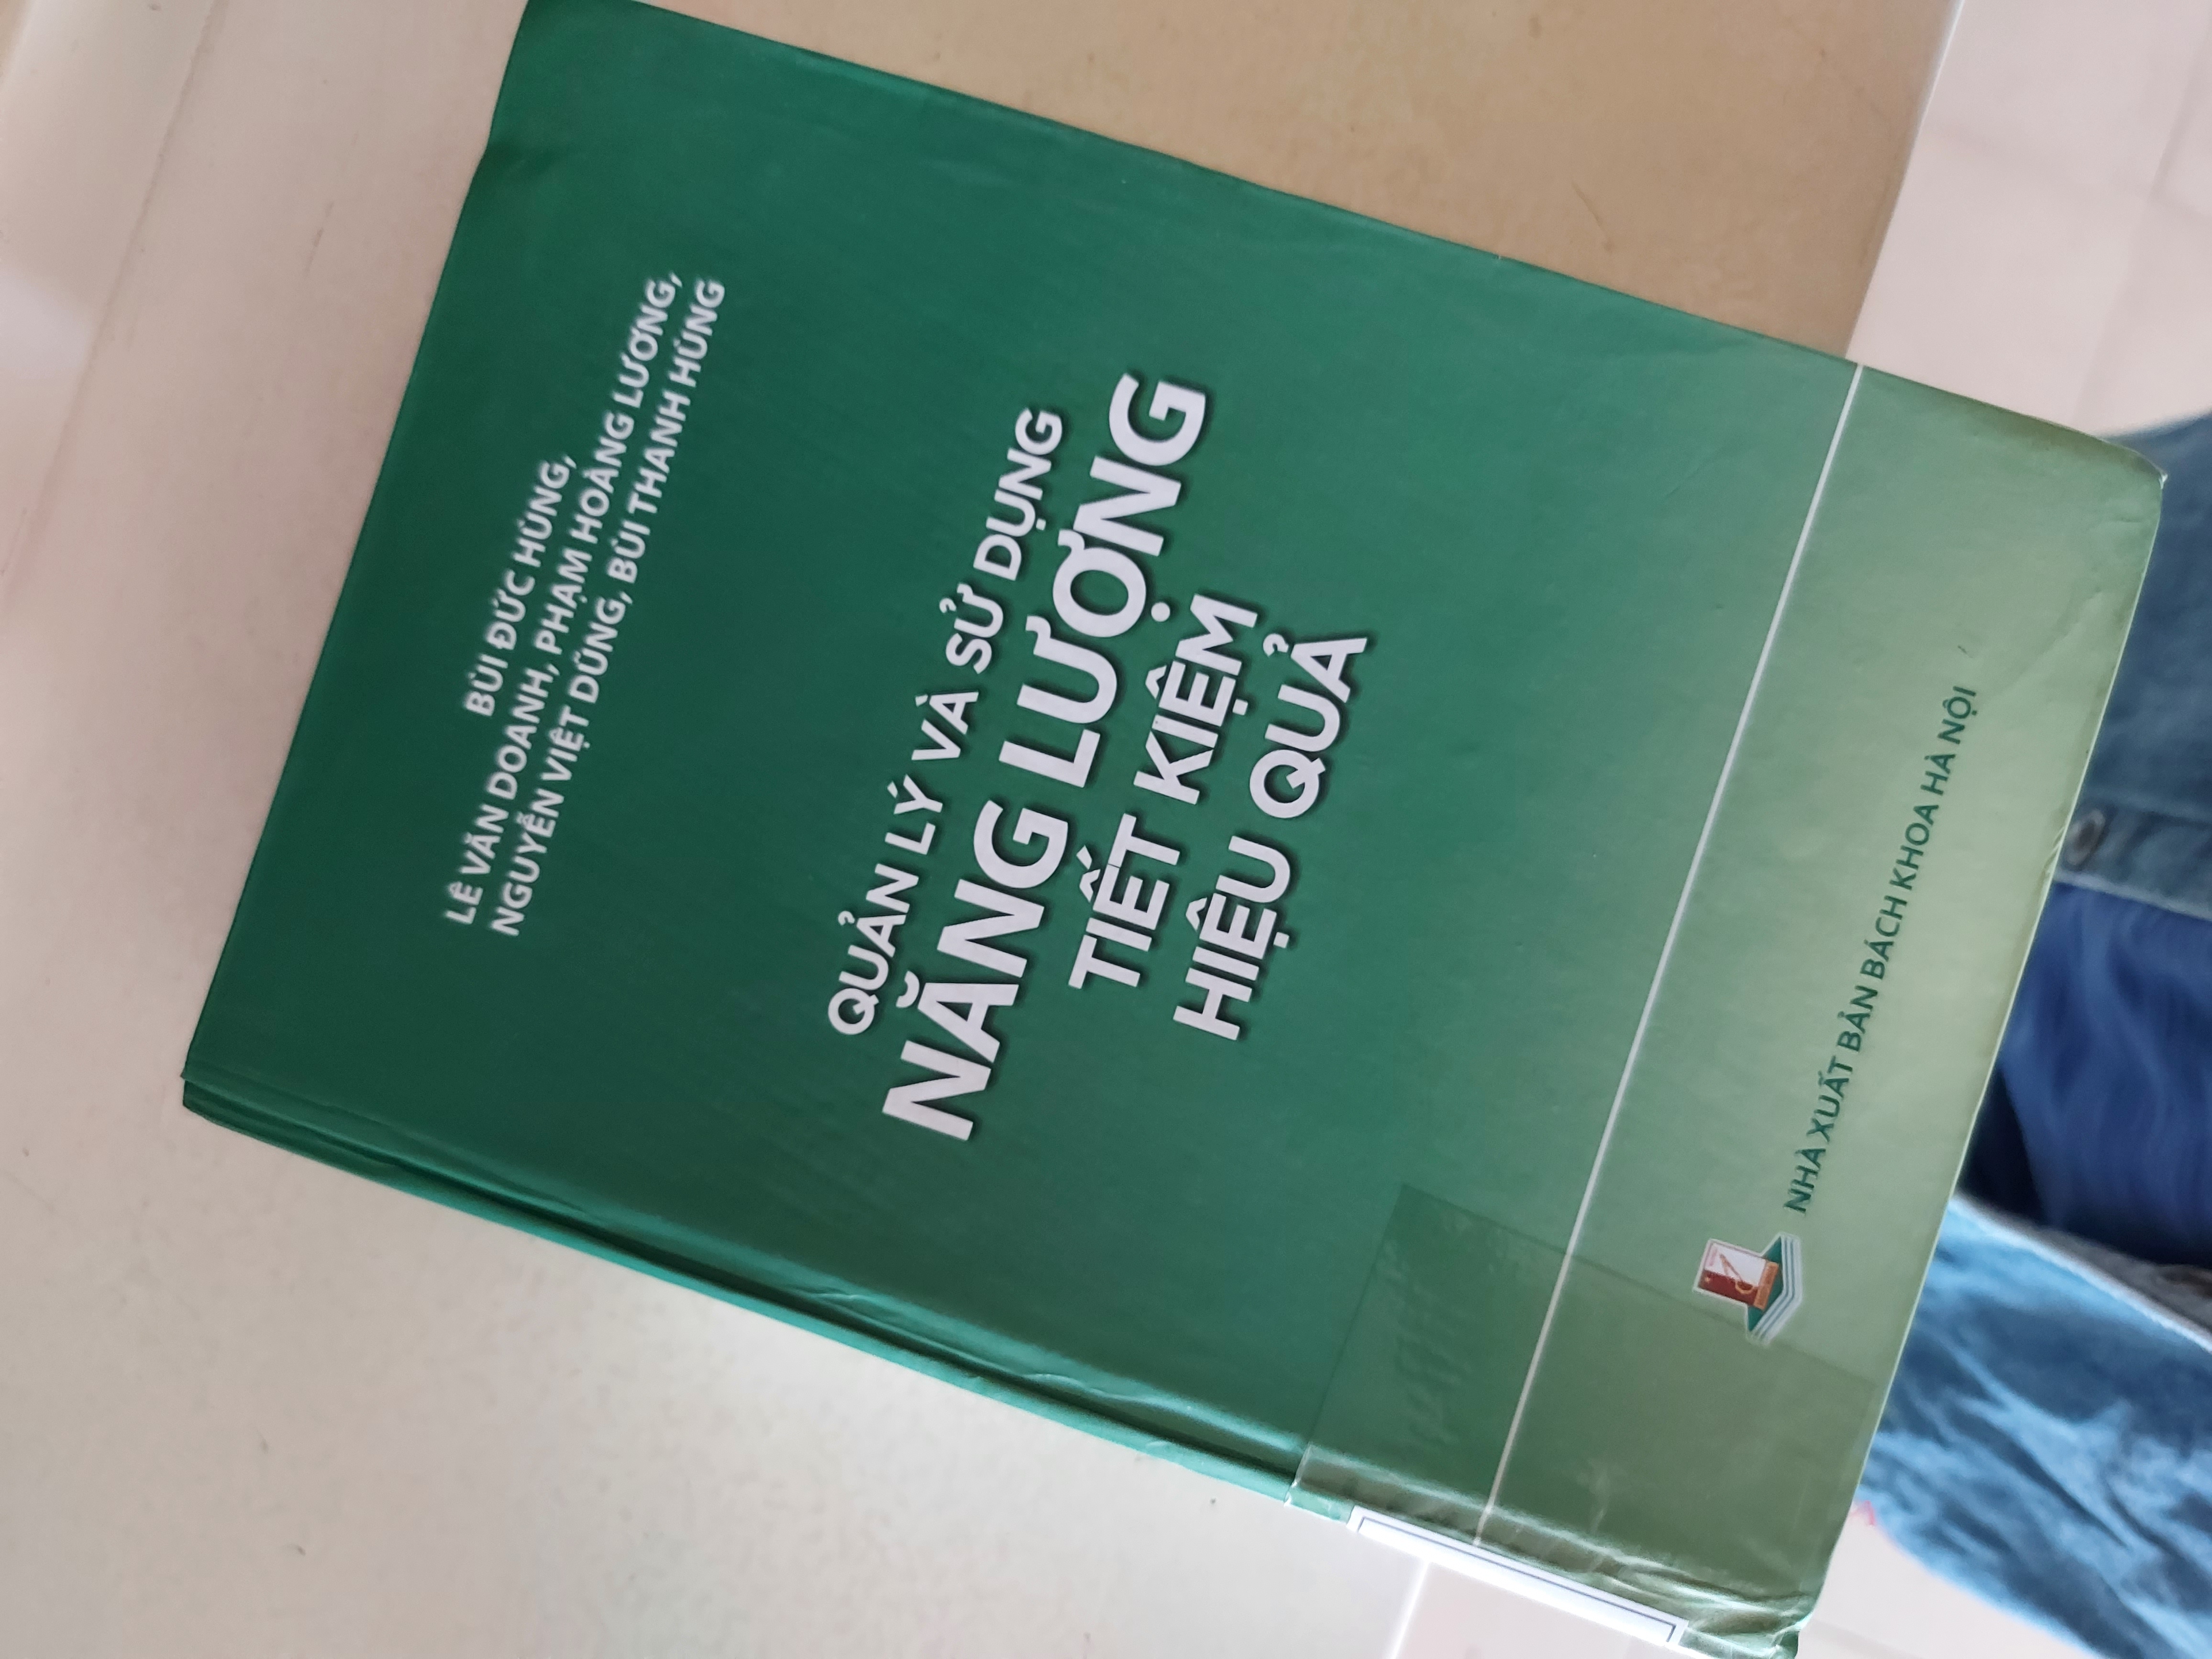 BÙI ĐỨC HÙNG,
LÊ VĂN DOANH, PHẠM HOÀNG LƯƠNG,
NGUYỄN VIỆT DŨNG, BÙI THANH HÙNG
QUẢN LÝ VÀ SỬ DỤNG
NĂNG LƯỢNG
TIẾT KIỆM
HIỆU QUẢ
NHÀ XUẤT BẢN BÁCH KHOA HÀ NỘI